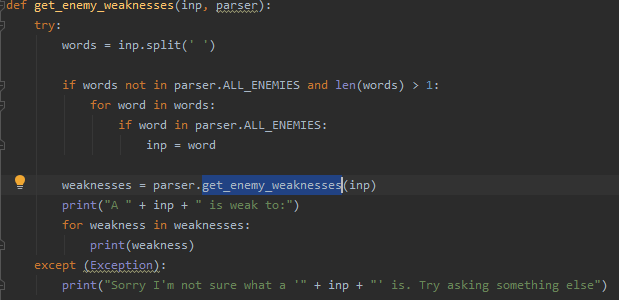 def get_enemy_weaknesses(inp, parser):
    try:
        words = inp.split(' ')

        if words not in parser.ALL_ENEMIES and len(words) > 1:
            for word in words:
                if word in parser.ALL_ENEMIES:
                    inp = word

        weaknesses = parser.get_enemy_weaknesses(inp)
        print("A " + inp + " is weak to:")
        for weakness in weaknesses:
            print(weakness)
    except (Exception):
        print("Sorry I'm not sure what a '" + inp + "' is. Try asking something else")